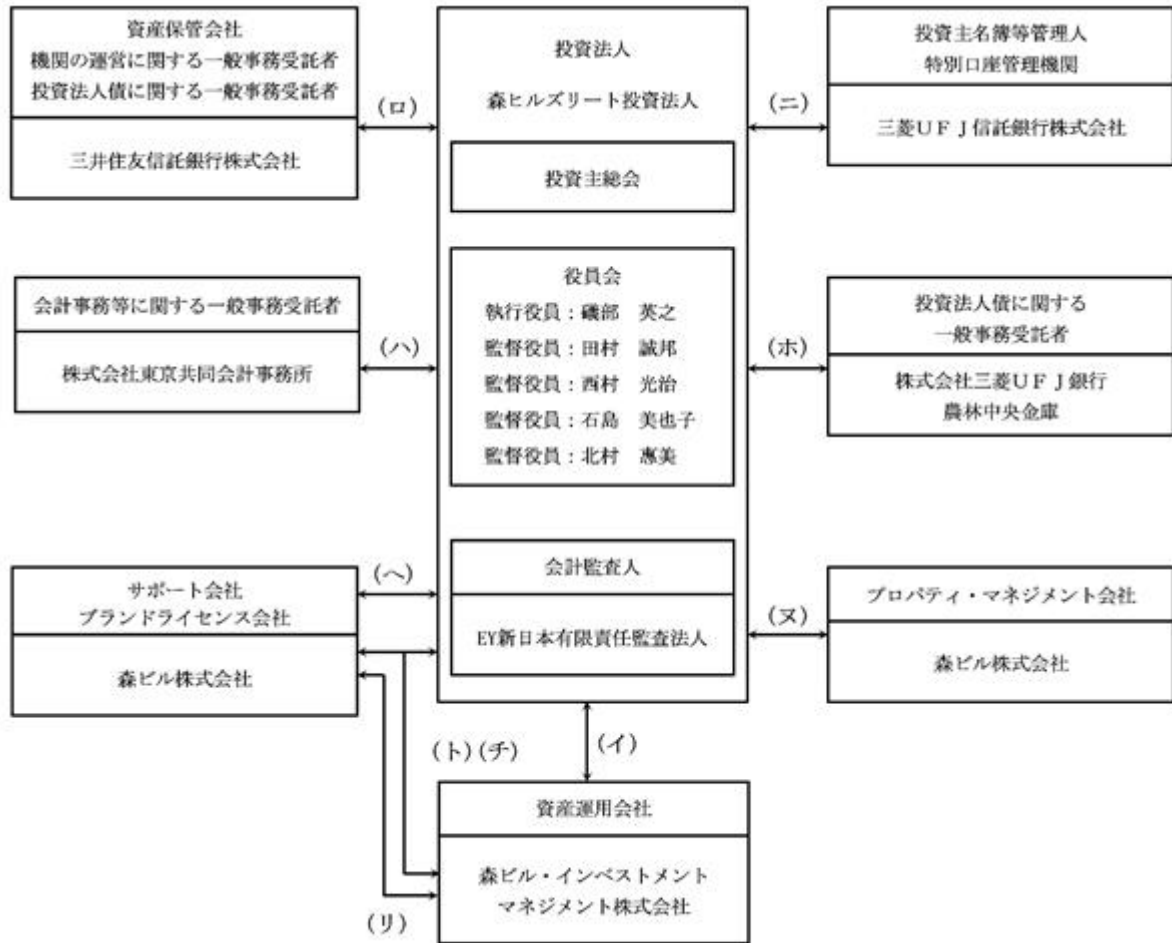 資産保管会社
機関の運営に関する一般事務受託者
投資法人債に関する一般事務受託者
三井住友信託銀行株式会社
(ロ)
投資法人
森ヒルズリート投資法人
投資主総会
(ニ)
投資主名簿等管理人
特別口座管理機関
三菱UFJ信託銀行株式会社
会計事務等に関する一般事務受託者
株式会社東京共同会計事務所
(ハ)
役員会
執行役員：磯部 英之
監督役員：田村 誠邦
監督役員：西村 光治
監督役員：石島 美也子
監督役員：北村 惠美
(ホ)
投資法人債に関する
一般事務受託者
株式会社三菱UFJ銀行
農林中央金庫
サポート会社
ブランドライセンス会社
森ビル株式会社
(ヘ)
会計監査人
EY新日本有限責任監査法人
(ヌ)
プロパティ・マネジメント会社
森ビル株式会社
(ト)(チ)
(イ)
資産運用会社
森ビル・インベストメント
マネジメント株式会社
(リ)